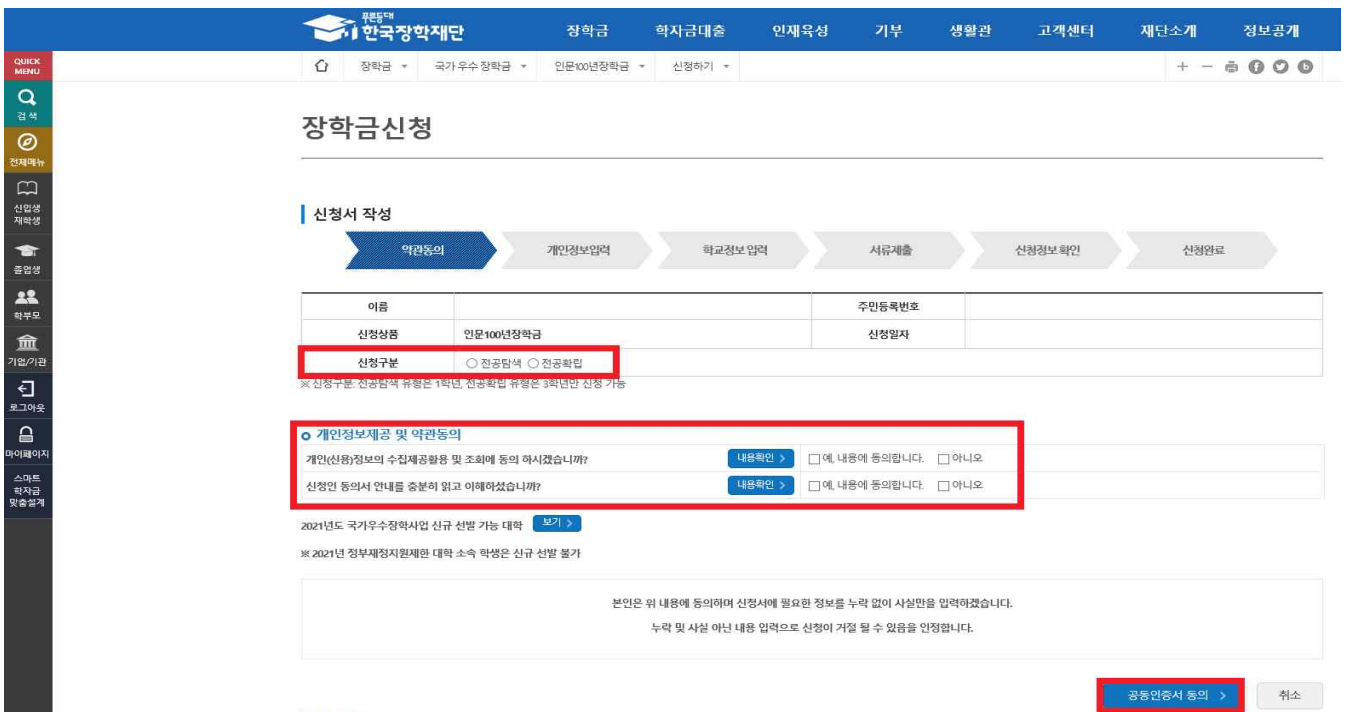 푸른등대
한국장학재단
장학금 학자금대출 인재육성 기부 생활관 고객센터 재단소개 정보공개
QUICK
MENU
장학금 국가우수장학금 인문100년장학금 신청하기
검색
전체메뉴
신입생
재학생
졸업생
학부모
기업/기관
로그아웃
마이페이지
스마트
학자금
맞춤설계
장학금신청
신청서 작성
약관동의 개인정보입력 학교정보입력 서류제출 신청정보확인 신청완료
이름 주민등록번호
신청상품 인문100년장학금 신청일자
신청구분 전공탐색 전공확립
※ 신청구분: 전공탐색 유형은 1학년, 전공확립 유형은 3학년만 신청 가능
개인정보제공 및 약관동의
개인(신용)정보의 수집제공활용 및 조회에 동의 하시겠습니까? 내용확인 > 예, 내용에 동의합니다. 아니오
신청인 동의서 안내를 충분히 읽고 이해하셨습니까? 내용확인 > 예, 내용에 동의합니다. 아니오
2021년도 국가우수장학사업 신규 선발 가능 대학 보기 >
※ 2021년 정부재정지원제한 대학 소속 학생은 신규 선발 불가
본인은 위 내용에 동의하며 신청서에 필요한 정보를 누락 없이 사실만을 입력하겠습니다.
누락 및 사실 아닌 내용 입력으로 신청이 거절 될 수 있음을 인정합니다.
공동인증서 동의 > 취소